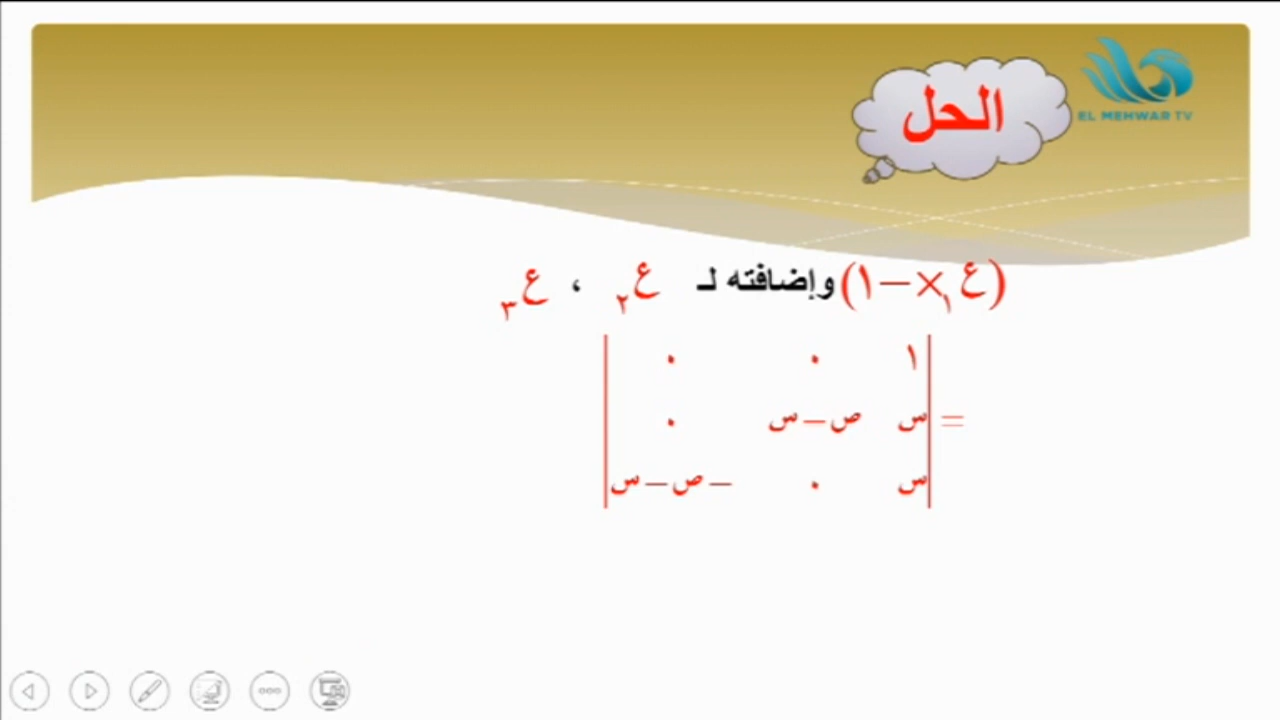 الحل
EL MEHWAR TV
(ع١×−١) وإضافته لـ ع٢ ، ع٣
١ ٠ ٠
= س ص−س ٠
س ٠ −ص−س